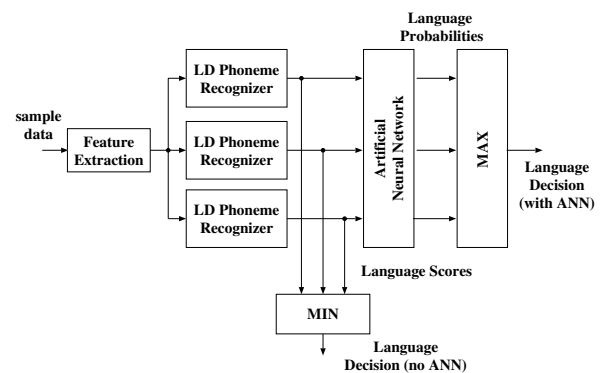 Language
Probabilities
LD Phoneme
Recognizer
sample
data
Feature
Extraction
LD Phoneme
Recognizer
LD Phoneme
Recognizer
Artificial
Neural Network
MAX
Language
Decision
(with ANN)
Language Scores
MIN
Language
Decision (no ANN)